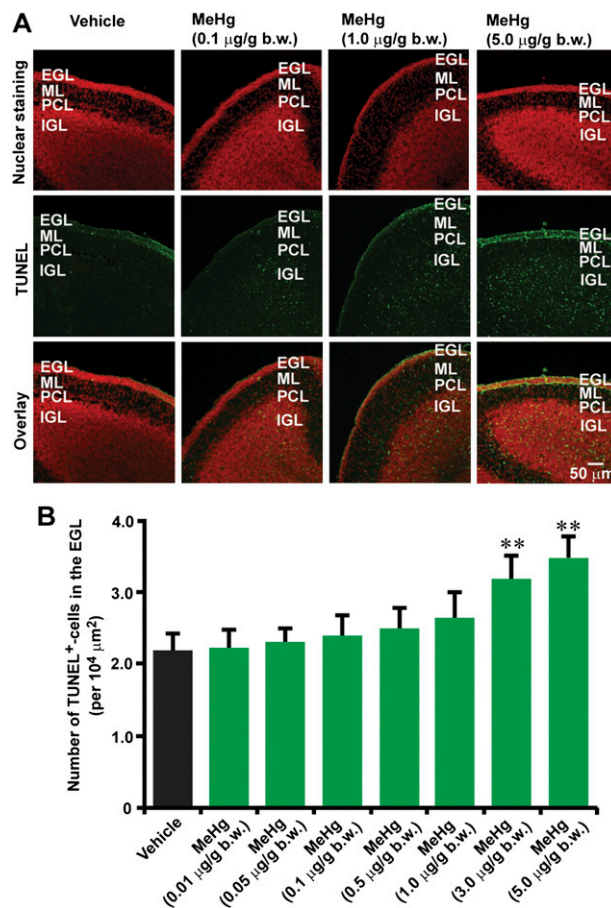 A
Vehicle
MeHg
(0.1 μg/g b.w.)
MeHg
(1.0 μg/g b.w.)
MeHg
(5.0 μg/g b.w.)
Nuclear staining
EGL
ML
PCL
IGL
EGL
ML
PCL
IGL
EGL
ML
PCL
IGL
EGL
ML
PCL
IGL
TUNEL
EGL
ML
PCL
IGL
EGL
ML
PCL
IGL
EGL
ML
PCL
IGL
EGL
ML
PCL
IGL
Overlay
EGL
ML
PCL
IGL
EGL
ML
PCL
IGL
EGL
ML
PCL
IGL
EGL
ML
PCL
IGL
50 μm
B
Number of TUNEL⁺-cells in the EGL
(per 10⁴ μm²)
4.0
3.0
2.0
1.0
0
**
**
Vehicle
MeHg
(0.01 μg/g b.w.)
MeHg
(0.05 μg/g b.w.)
MeHg
(0.1 μg/g b.w.)
MeHg
(0.5 μg/g b.w.)
MeHg
(1.0 μg/g b.w.)
MeHg
(3.0 μg/g b.w.)
MeHg
(5.0 μg/g b.w.)